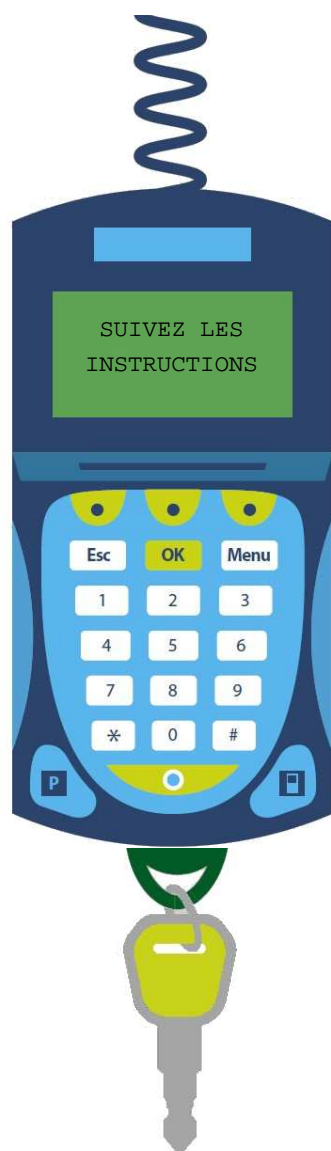 SUIVEZ LES
INSTRUCTIONS
Esc OK Menu
1 2 3
4 5 6
7 8 9
* 0 #
P